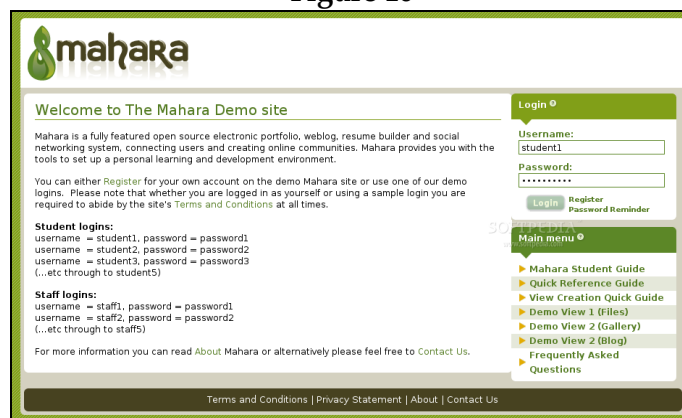 mahara
Welcome to The Mahara Demo site
Mahara is a fully featured open source electronic portfolio, weblog, resume builder and social
networking system, connecting users and creating online communities. Mahara provides you with the
tools to set up a personal learning and development environment.
You can either Register for your own account on the demo Mahara site or use one of our demo
logins. Please note that whether you are logged in as yourself or using a sample login you are
required to abide by the site's Terms and Conditions at all times.
Student logins:
username = student1, password = password1
username = student2, password = password2
username = student3, password = password3
(...etc through to student5)
Staff logins:
username = staff1, password = password1
username = staff2, password = password2
(...etc through to staff5)
For more information you can read About Mahara or alternatively please feel free to Contact Us.
Login
Username:
student1
Password:
••••••••••
Login
Register
Password Reminder
SOFTPEDIA
www.softpedia.com
Main menu
Mahara Student Guide
Quick Reference Guide
View Creation Quick Guide
Demo View 1 (Files)
Demo View 2 (Gallery)
Demo View 2 (Blog)
Frequently Asked
Questions
Terms and Conditions | Privacy Statement | About | Contact Us